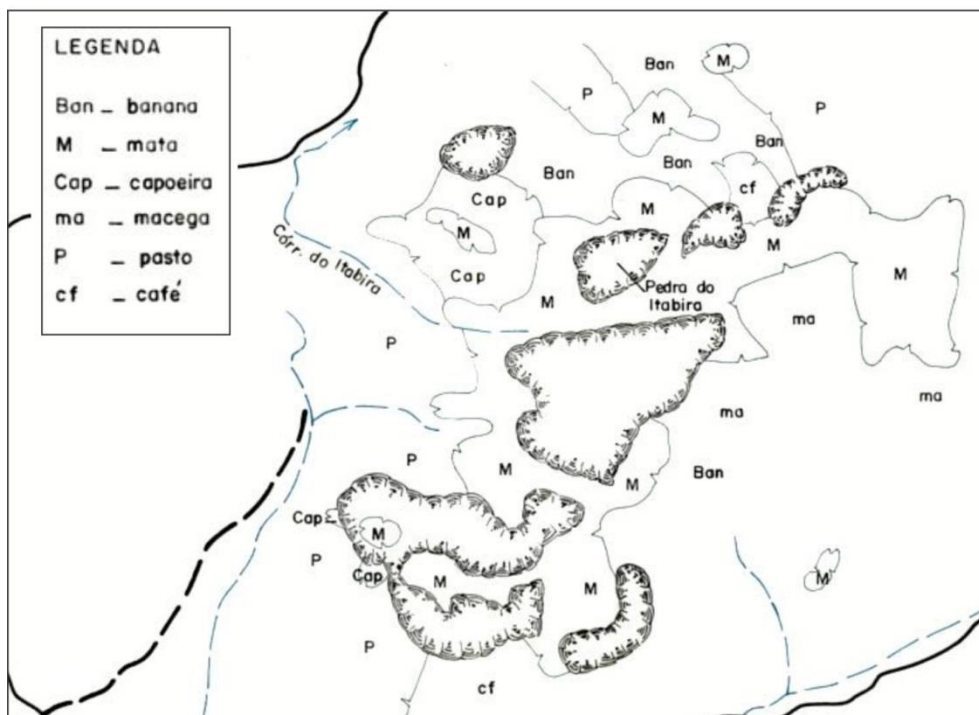 LEGENDA
Ban - banana
M - mata
Cap - capoeira
ma - macega
P - pasto
cf - café
M
Ban
P
P
M
Ban
Ban
Ban
cf
Cap
M
M
M
M
Cap
Córr. do Itabira
Pedra do
Itabira
M
ma
P
ma
ma
P
M
M
Ban
Cap
M
P
Cap
M
M
M
P
cf